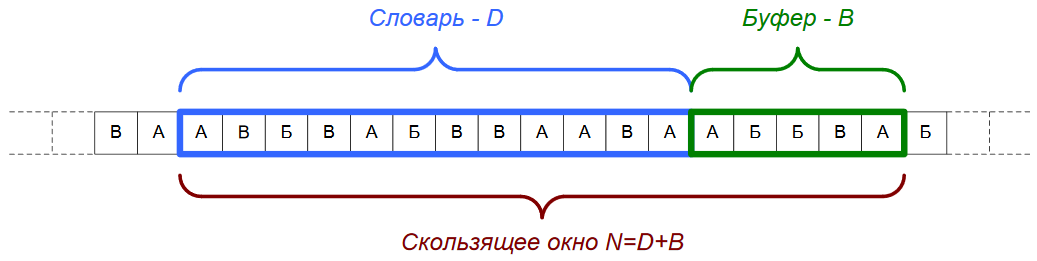 Словарь - D
Буфер - B
В А А В Б В А Б В В А А В А А Б Б В А Б
Скользящее окно N=D+B